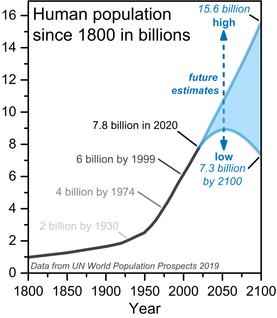 Human population
since 1800 in billions
15.6 billion
high
future
estimates
7.8 billion in 2020
low
7.3 billion
by 2100
6 billion by 1999
4 billion by 1974
2 billion by 1930
Data from UN World Population Prospects 2019
16
14
12
10
8
6
4
2
0
1800 1850 1900 1950 2000 2050 2100
Year